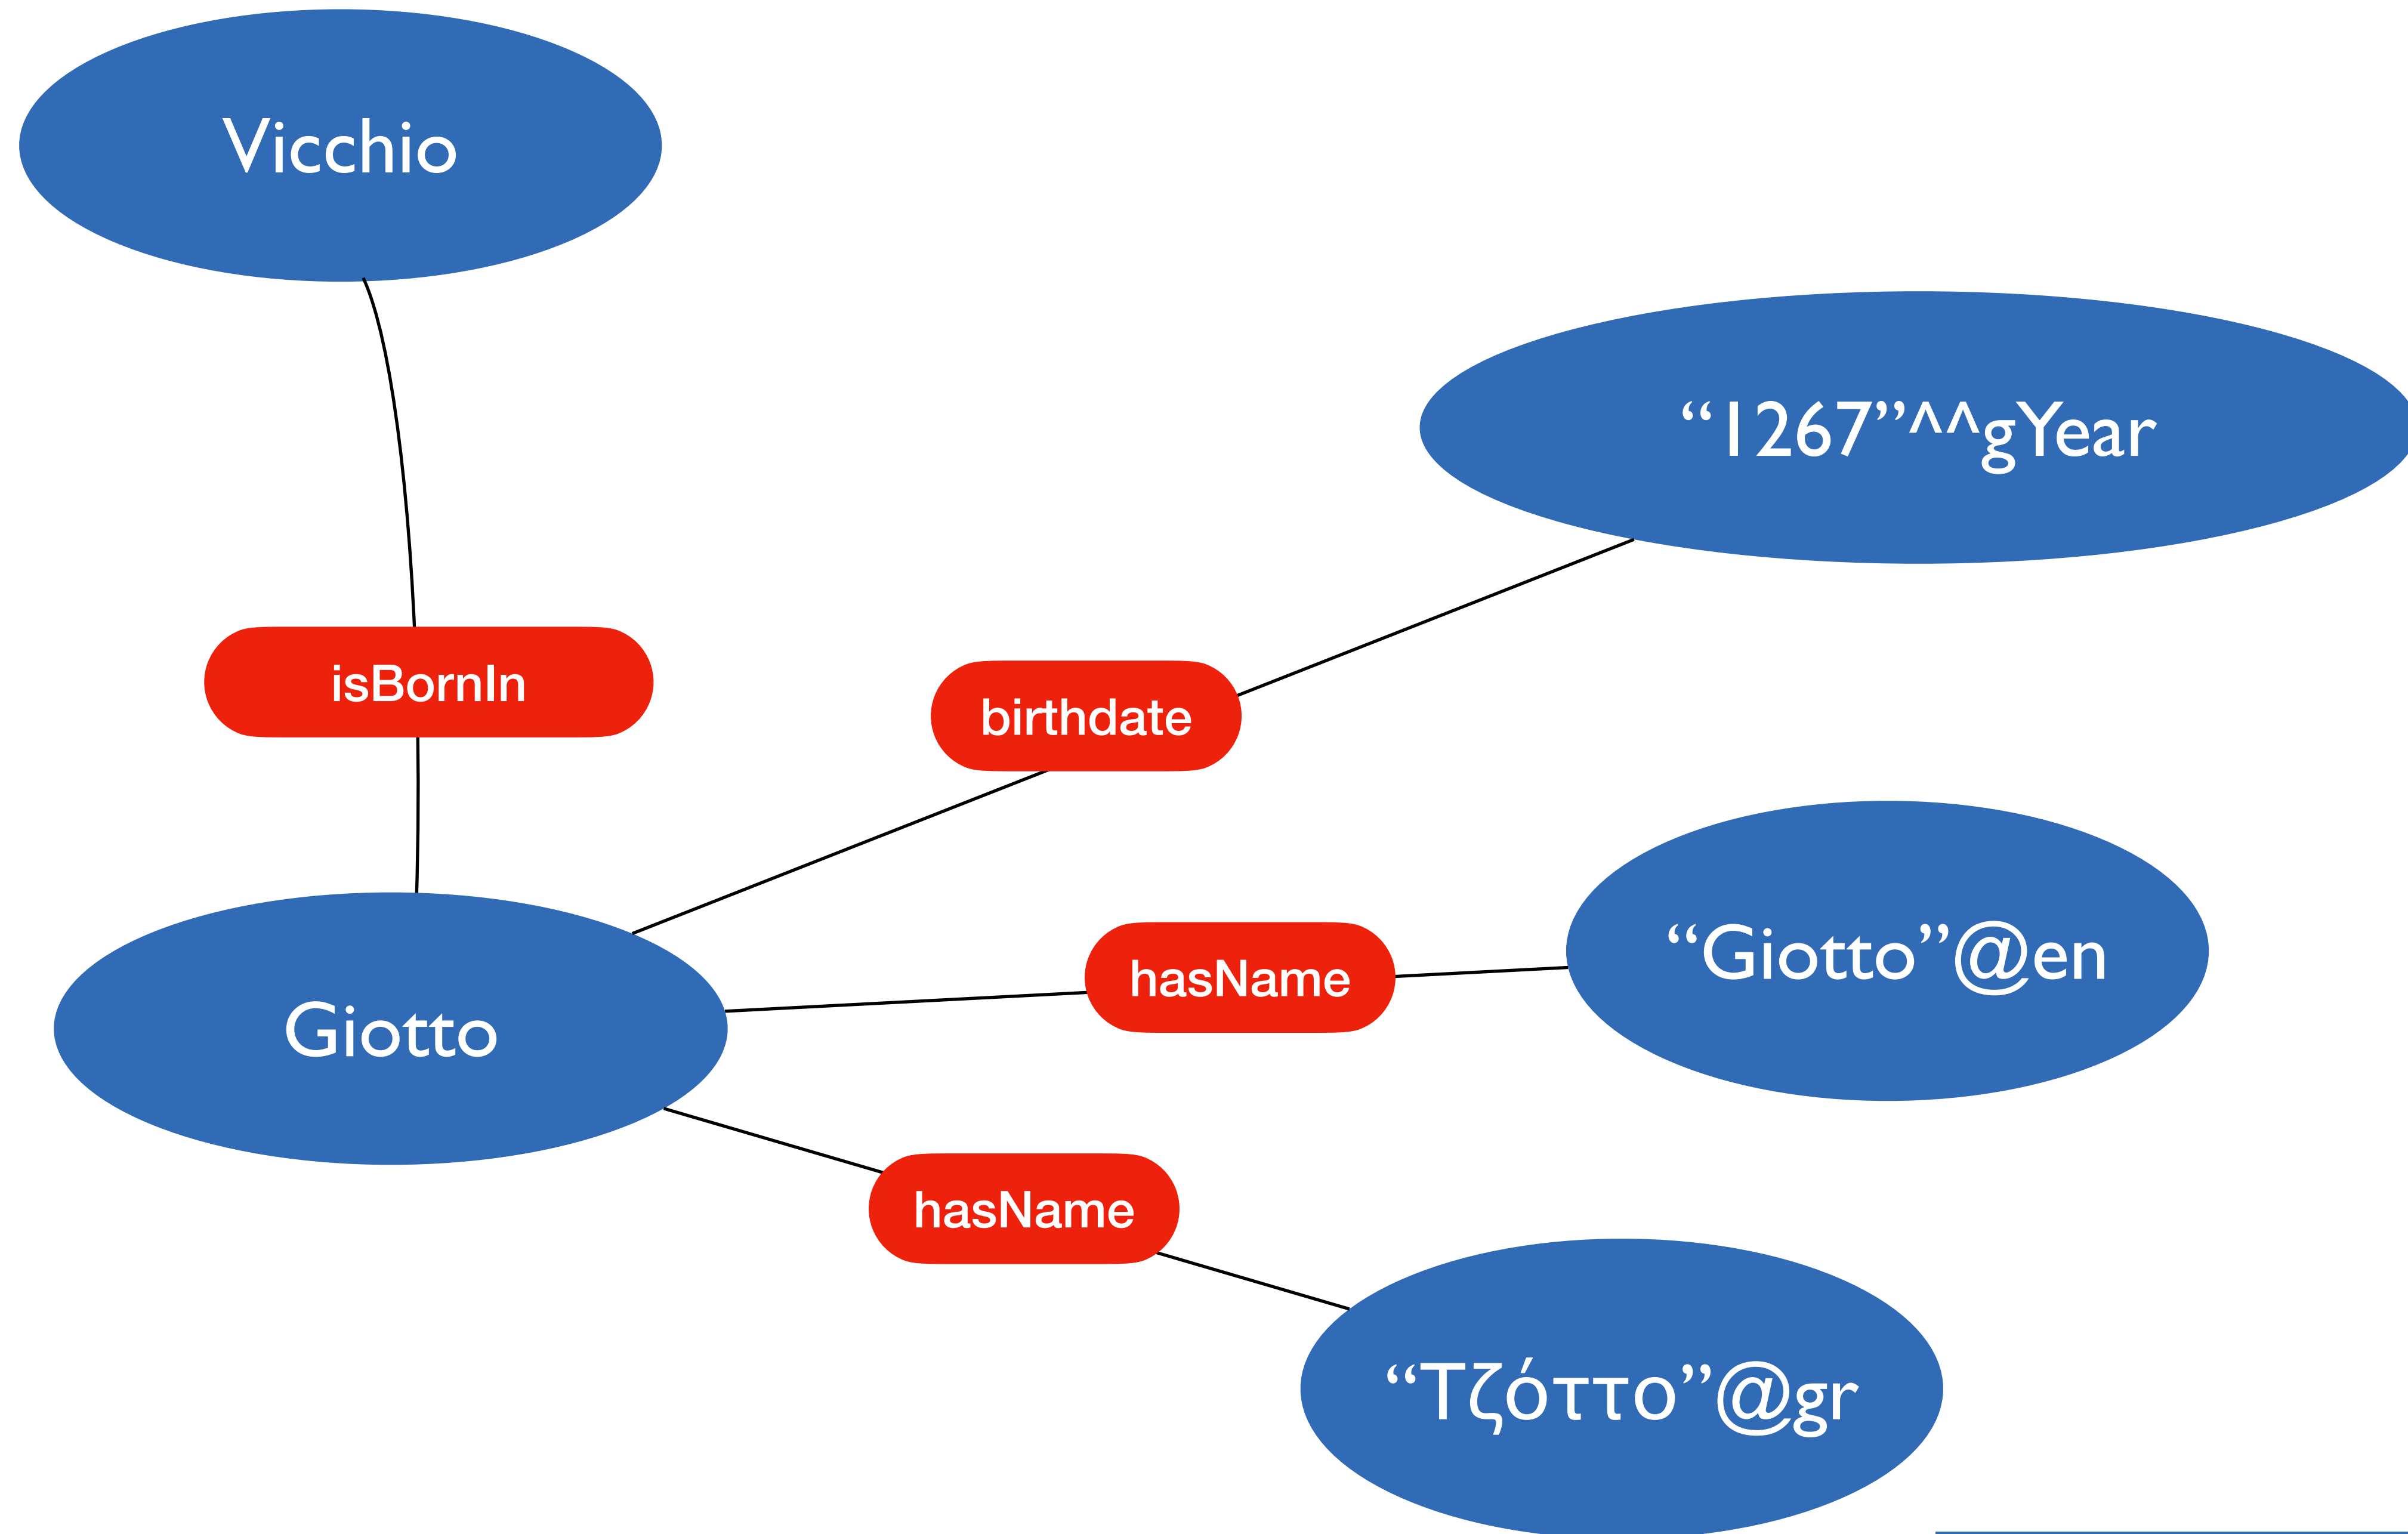 Vicchio
“1267”^^gYear
isBornIn
birthdate
“Giotto”@en
hasName
Giotto
hasName
“Τζόττο”@gr